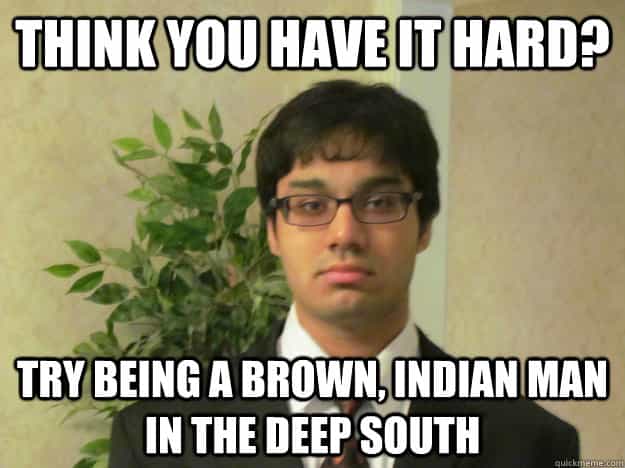 THINK YOU HAVE IT HARD?
TRY BEING A BROWN, INDIAN MAN
IN THE DEEP SOUTH
quickmeme.com